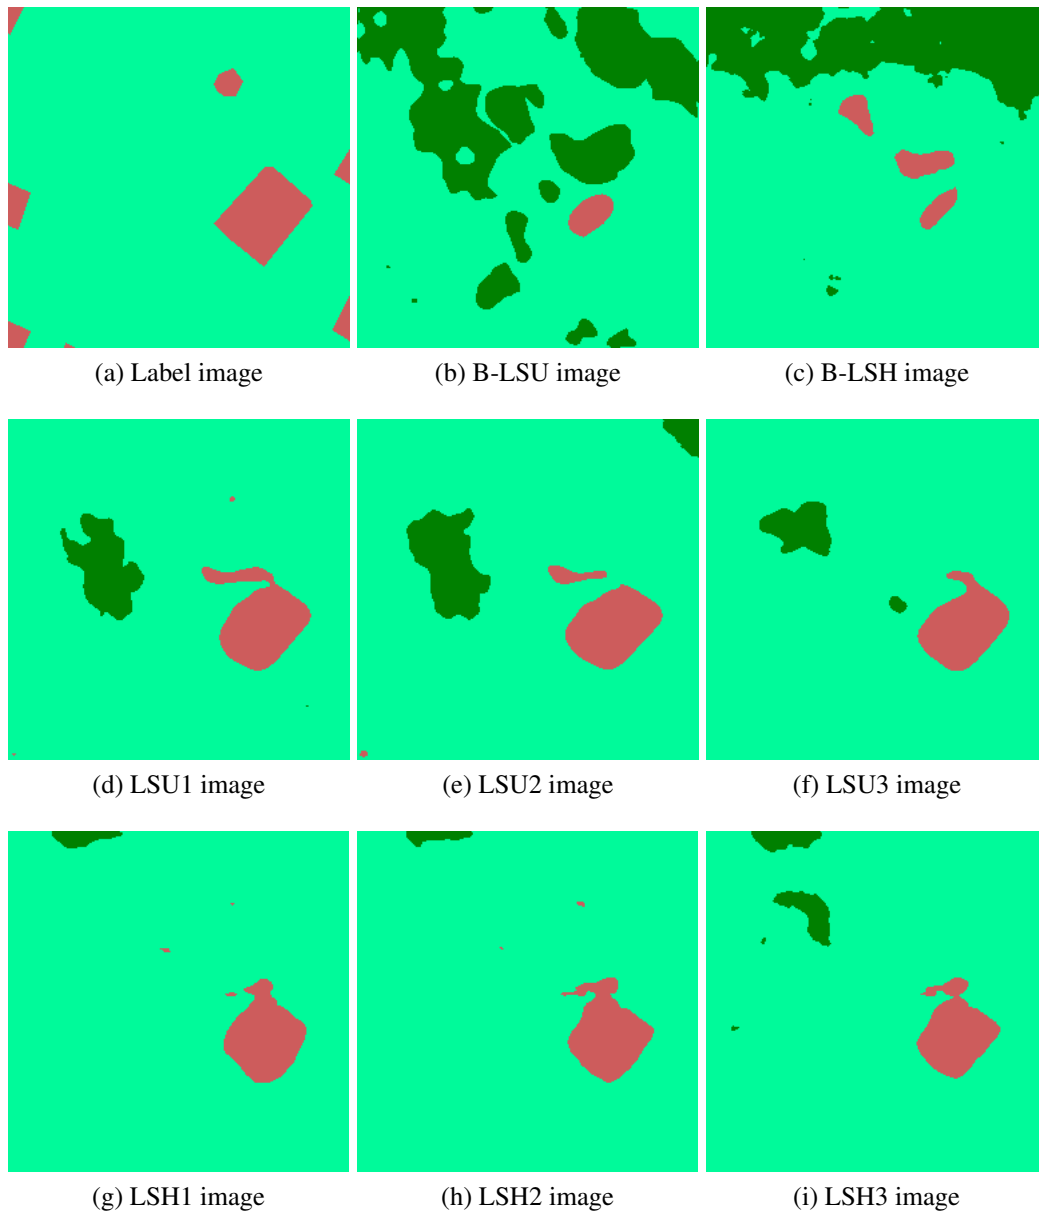 (a) Label image
(b) B-LSU image
(c) B-LSH image
(d) LSU1 image
(e) LSU2 image
(f) LSU3 image
(g) LSH1 image
(h) LSH2 image
(i) LSH3 image